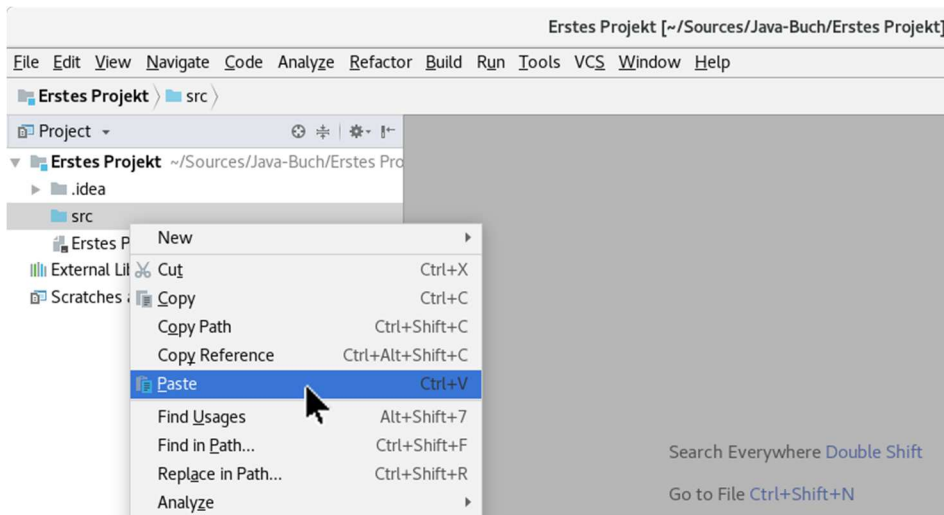 Erstes Projekt [~/Sources/Java-Buch/Erstes Projekt]
File Edit View Navigate Code Analyze Refactor Build Run Tools VCS Window Help
Erstes Projekt src
Project
Erstes Projekt ~/Sources/Java-Buch/Erstes Pro
.idea
src
Erstes P
External Li
Scratches
New
Cut Ctrl+X
Copy Ctrl+C
Copy Path Ctrl+Shift+C
Copy Reference Ctrl+Alt+Shift+C
Paste Ctrl+V
Find Usages Alt+Shift+7
Find in Path... Ctrl+Shift+F
Replace in Path... Ctrl+Shift+R
Analyze
Search Everywhere Double Shift
Go to File Ctrl+Shift+N